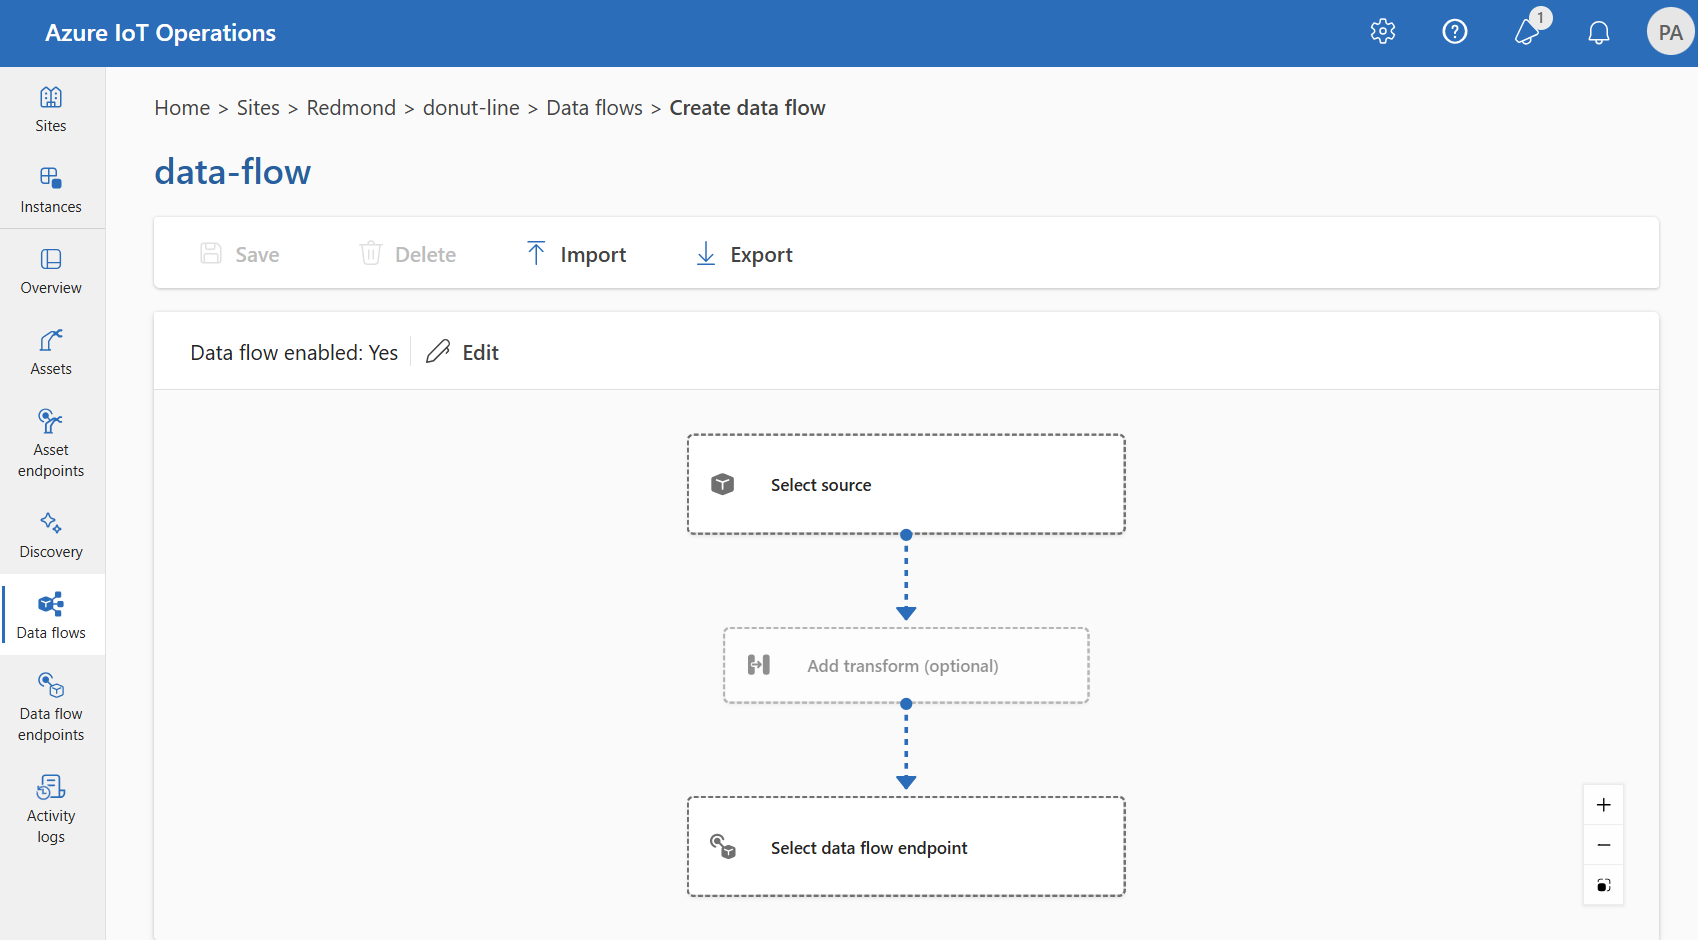 Azure IoT Operations
1
PA
Sites
Instances
Overview
Assets
Asset
endpoints
Discovery
Data flows
Data flow
endpoints
Activity
logs
Home > Sites > Redmond > donut-line > Data flows > Create data flow
data-flow
Save Delete Import Export
Data flow enabled: Yes Edit
Select source
Add transform (optional)
Select data flow endpoint